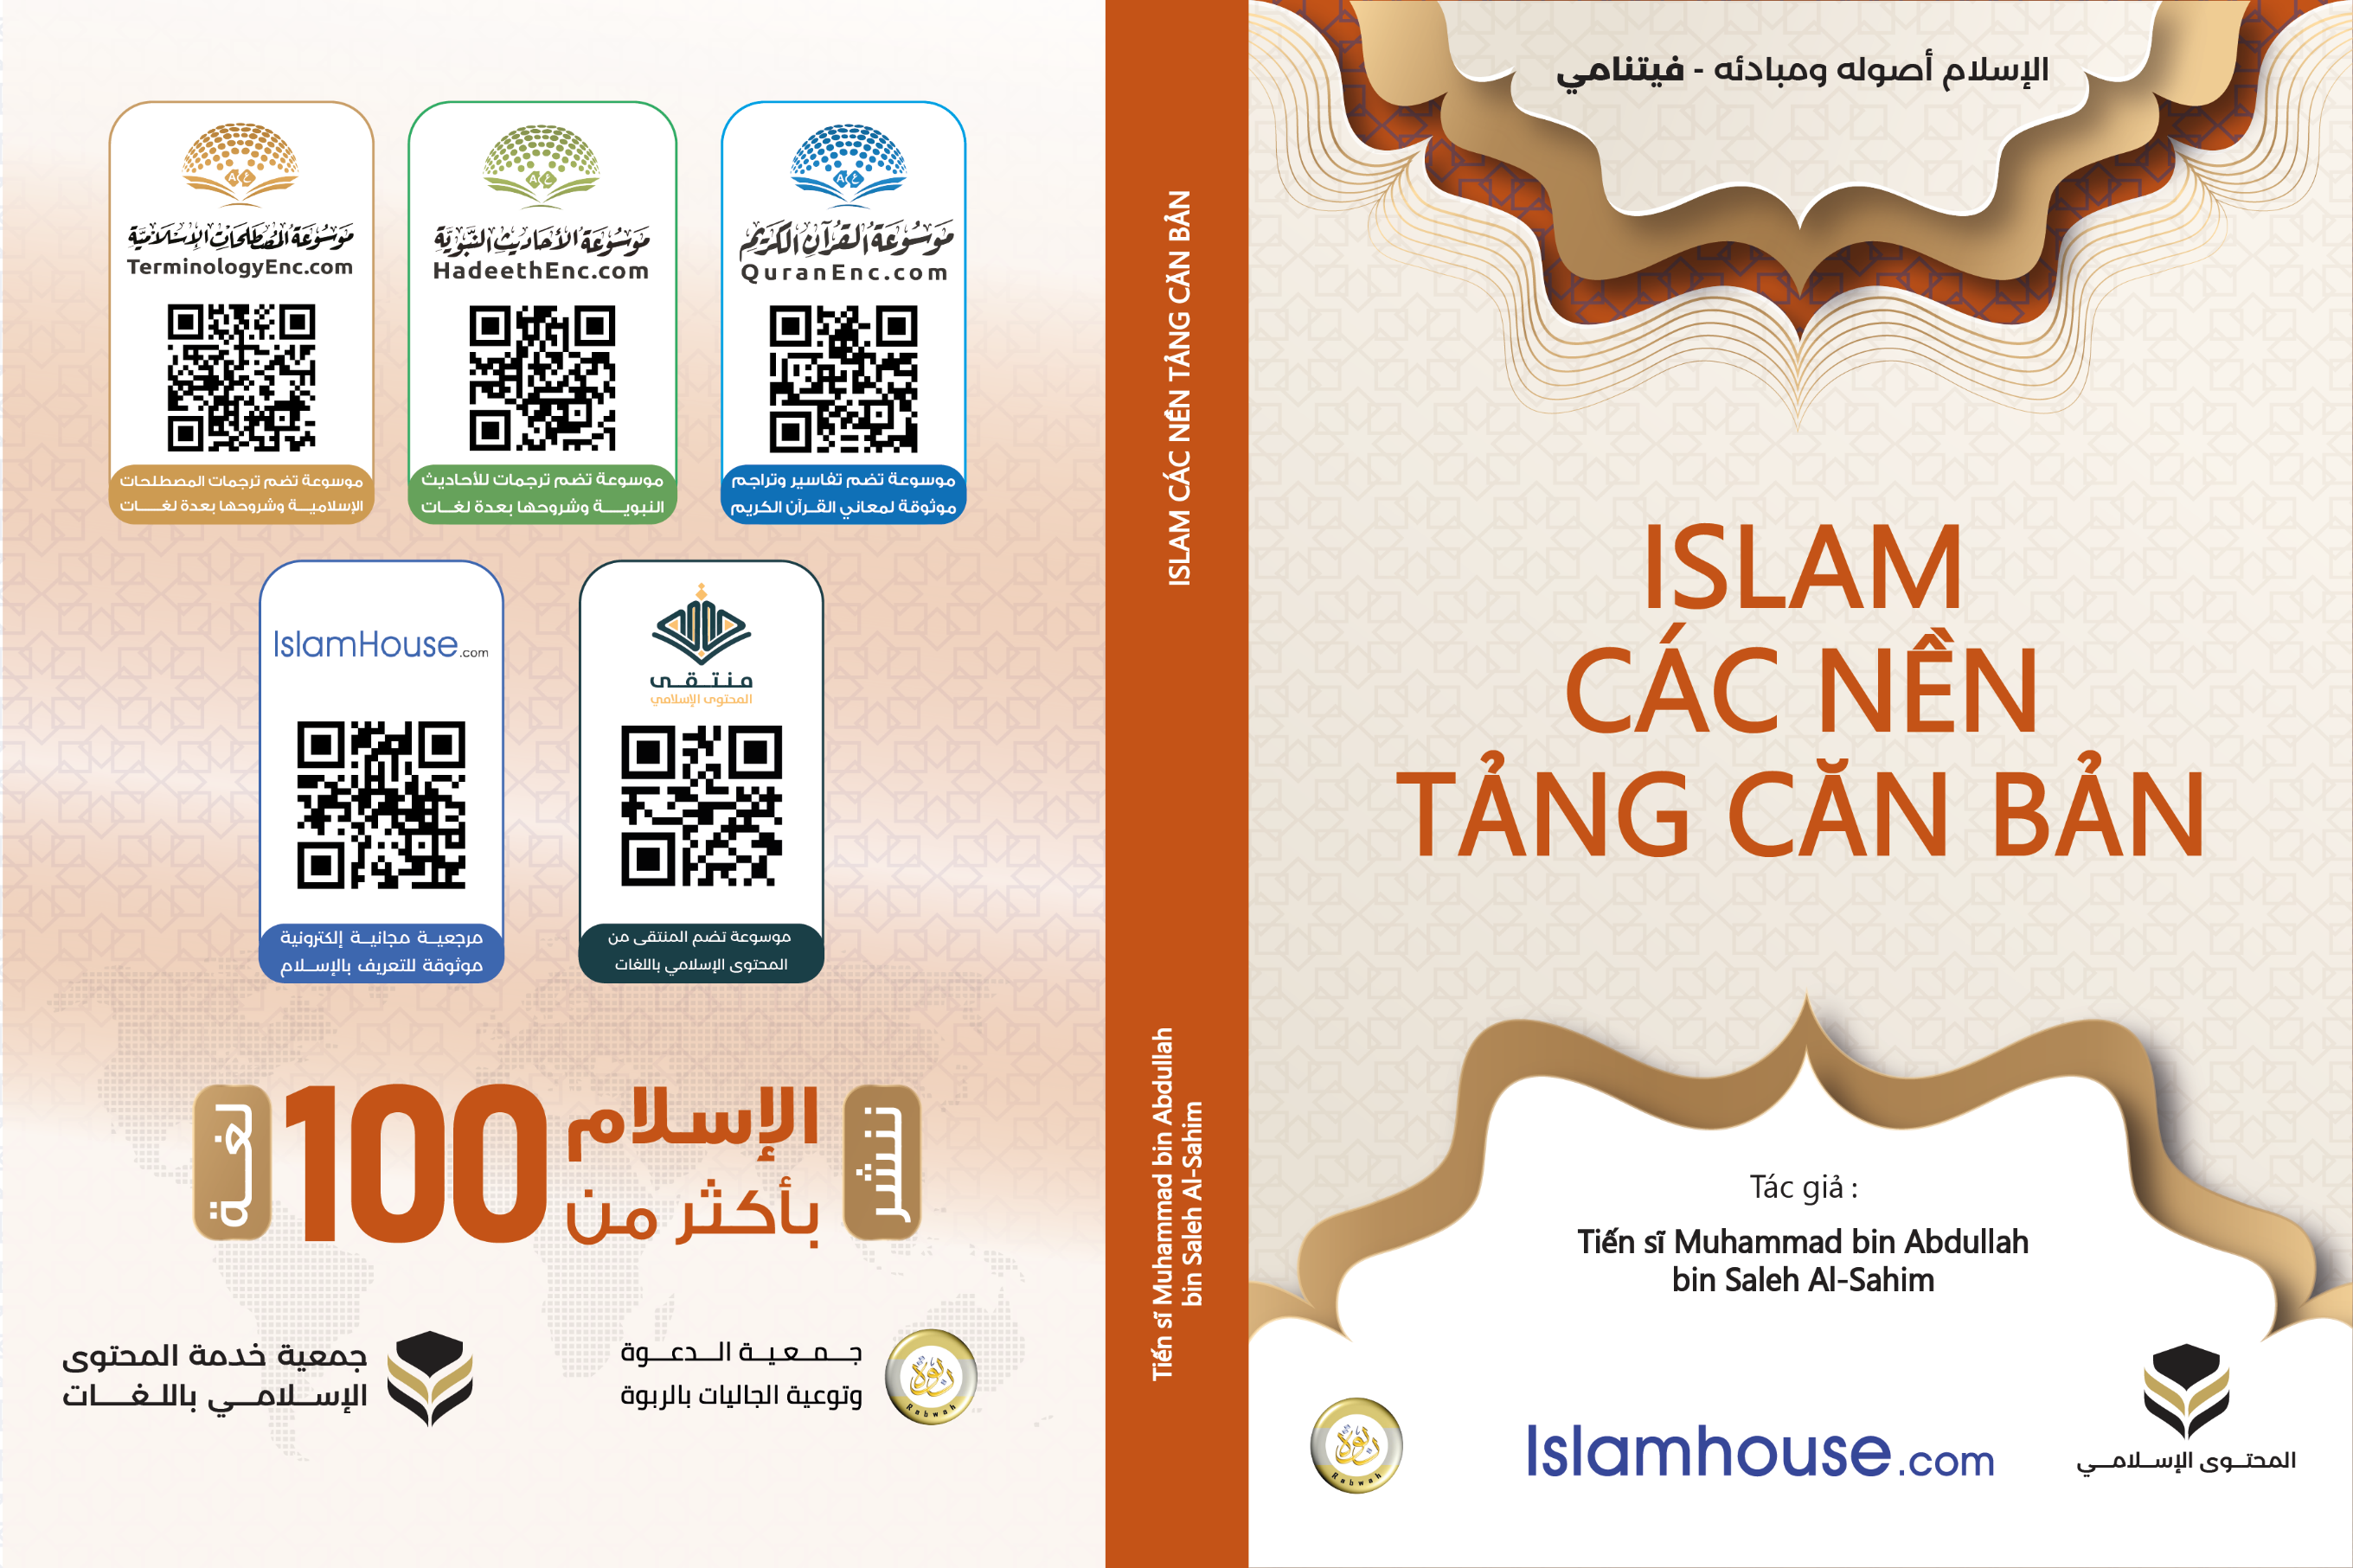 الإسلام أصوله ومبادئه - فيتنامي
ISLAM
CÁC NỀN
TẢNG CĂN BẢN
Tác giả :
Tiến sĩ Muhammad bin Abdullah
bin Saleh Al-Sahim
Rabwah
Islamhouse.com
المحتوى الإسلامي
ISLAM CÁC NỀN TẢNG CĂN BẢN
Tiến sĩ Muhammad bin Abdullah
bin Saleh Al-Sahim
موسوعة القرآن الكريم
QuranEnc.com
موسوعة تضم تفاسير وتراجم
موثوقة لمعاني القرآن الكريم
موسوعة الأحاديث النبوية
HadeethEnc.com
موسوعة تضم ترجمات للأحاديث
النبوية وشروحها بعدة لغات
موسوعة المصطلحات الإسلامية
TerminologyEnc.com
موسوعة تضم ترجمات المصطلحات
الإسلامية وشروحها بعدة لغات
منتقى
المحتوى الإسلامي
موسوعة تضم المنتقى من
المحتوى الإسلامي باللغات
IslamHouse.com
مرجعية مجانية إلكترونية
موثوقة للتعريف بالإسلام
ننشر
الإسلام
بأكثر من
100
لغة
جمعية الدعوة
وتوعية الجاليات بالربوة
Rabwah
جمعية خدمة المحتوى
الإسلامي باللغات